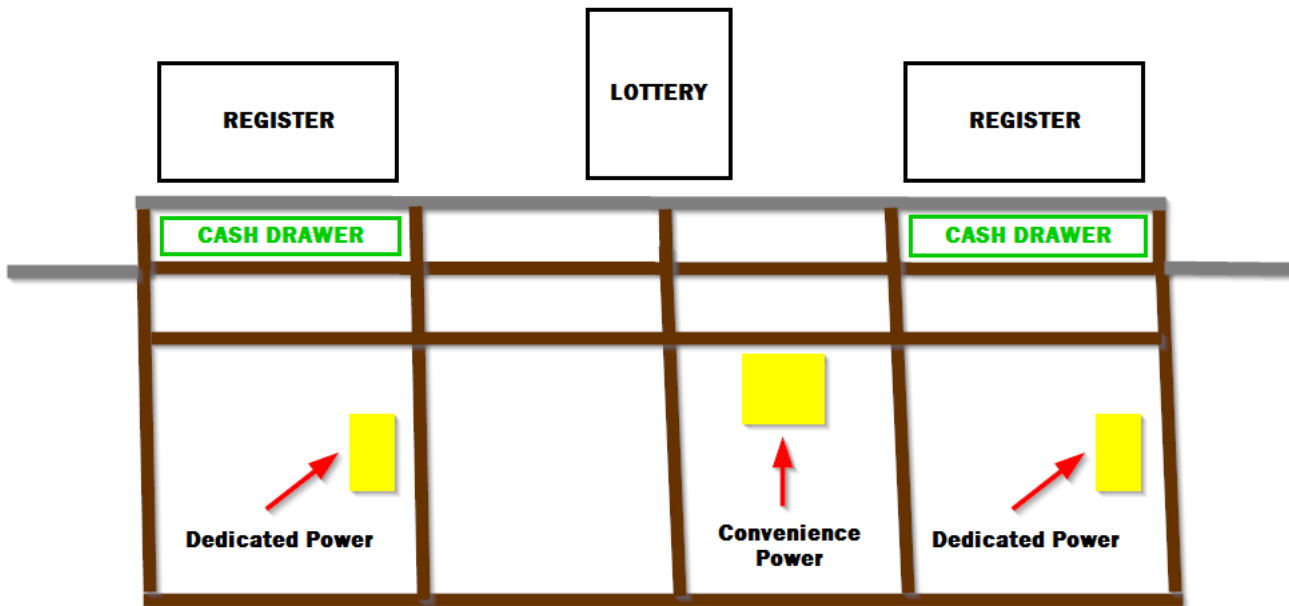 LOTTERY
REGISTER
REGISTER
CASH DRAWER
CASH DRAWER
Dedicated Power
Convenience
Power
Dedicated Power